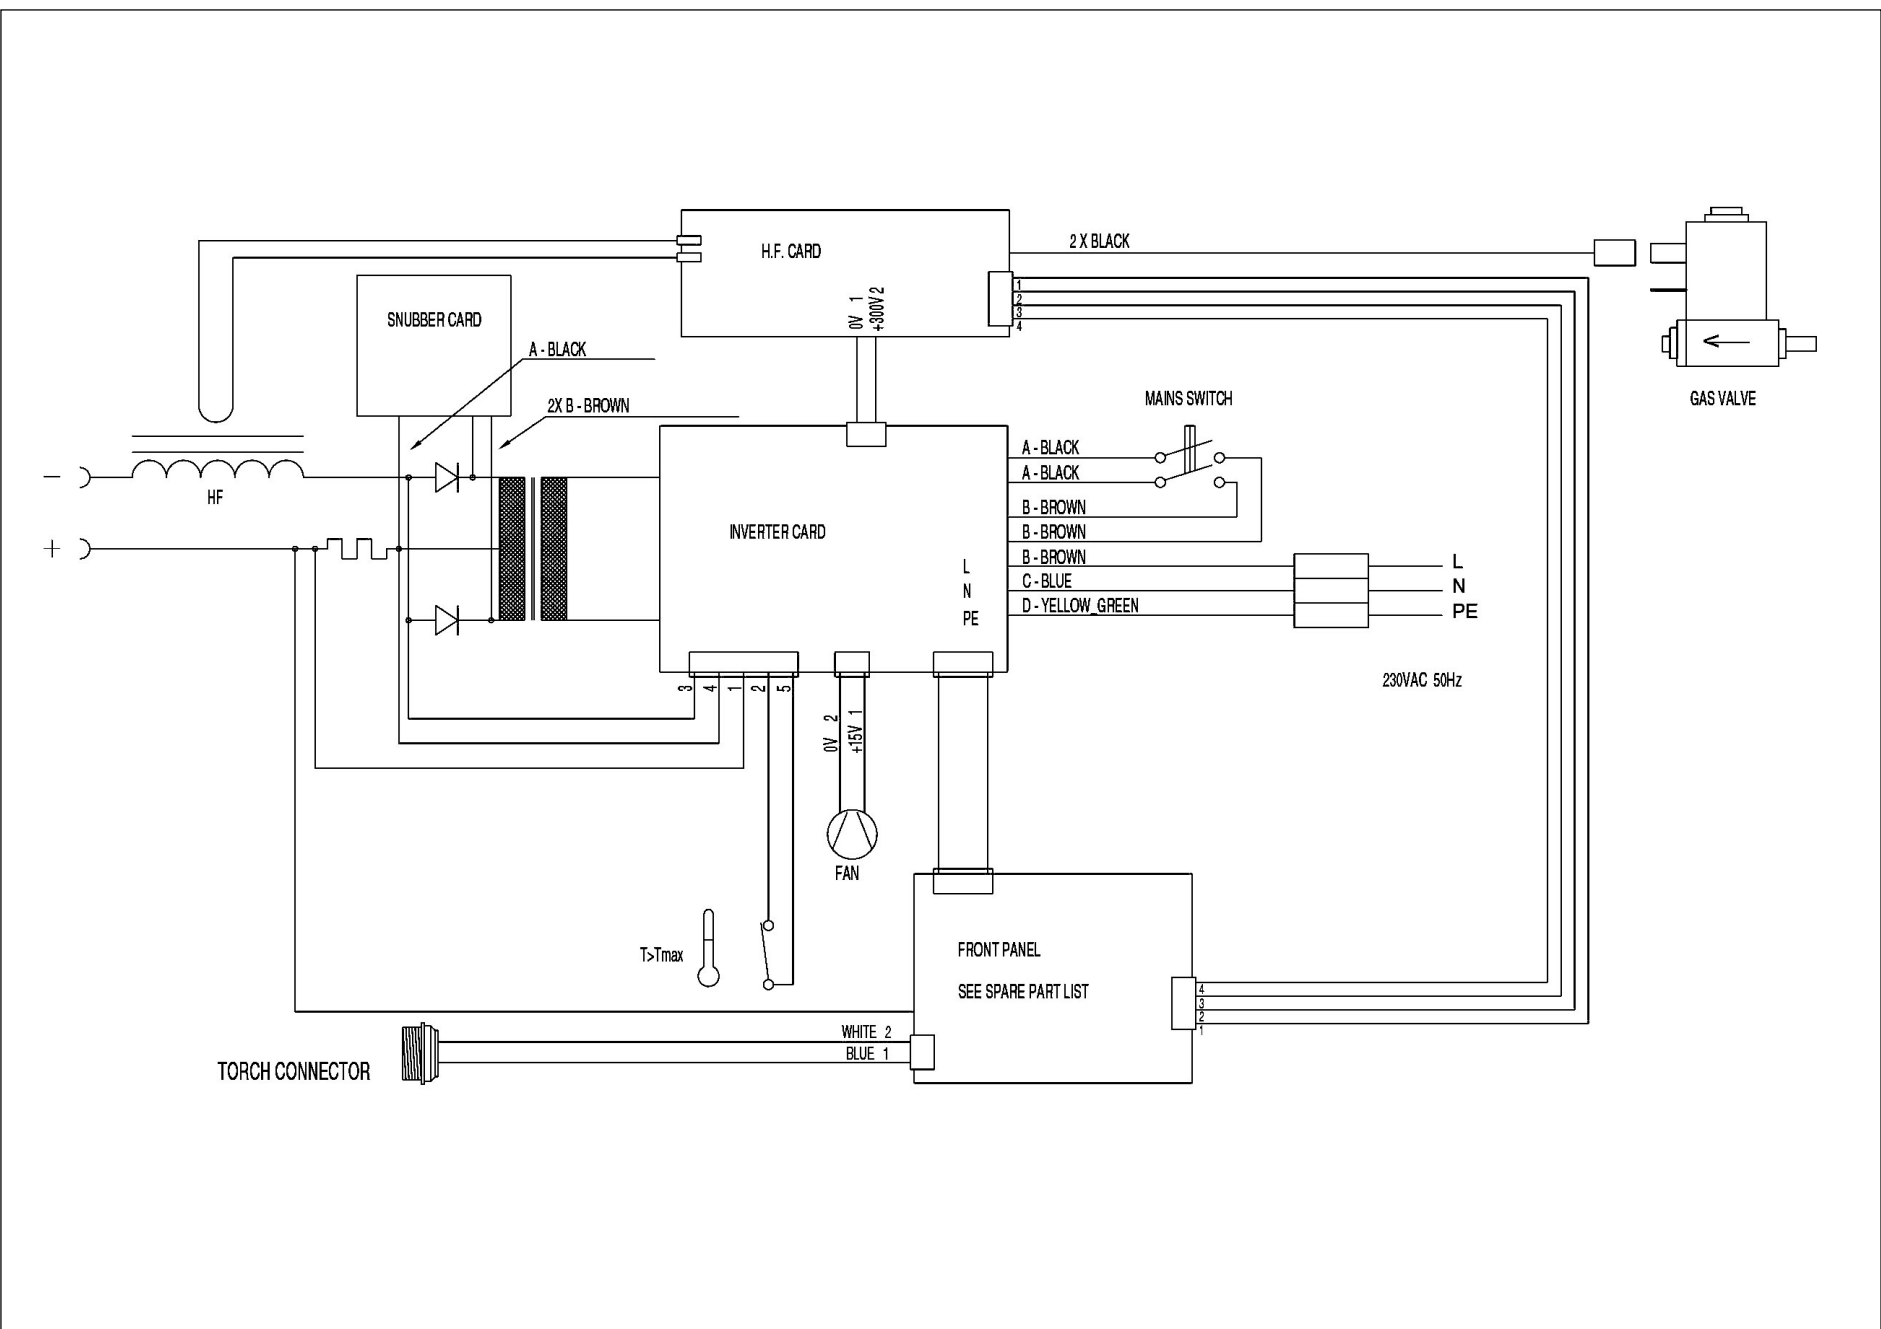 2 X BLACK
H.F. CARD
1
2
3
4
0V 1
+300V 2
SNUBBER CARD
A - BLACK
2X B - BROWN
GAS VALVE
MAINS SWITCH
A - BLACK
A - BLACK
B - BROWN
B - BROWN
B - BROWN
C - BLUE
D - YELLOW_GREEN
INVERTER CARD
L
N
PE
L
N
PE
230VAC 50Hz
−
HF
+
3
4
1
2
5
0V 2
+15V 1
FAN
T>Tmax
FRONT PANEL
SEE SPARE PART LIST
4
3
2
1
WHITE 2
BLUE 1
TORCH CONNECTOR